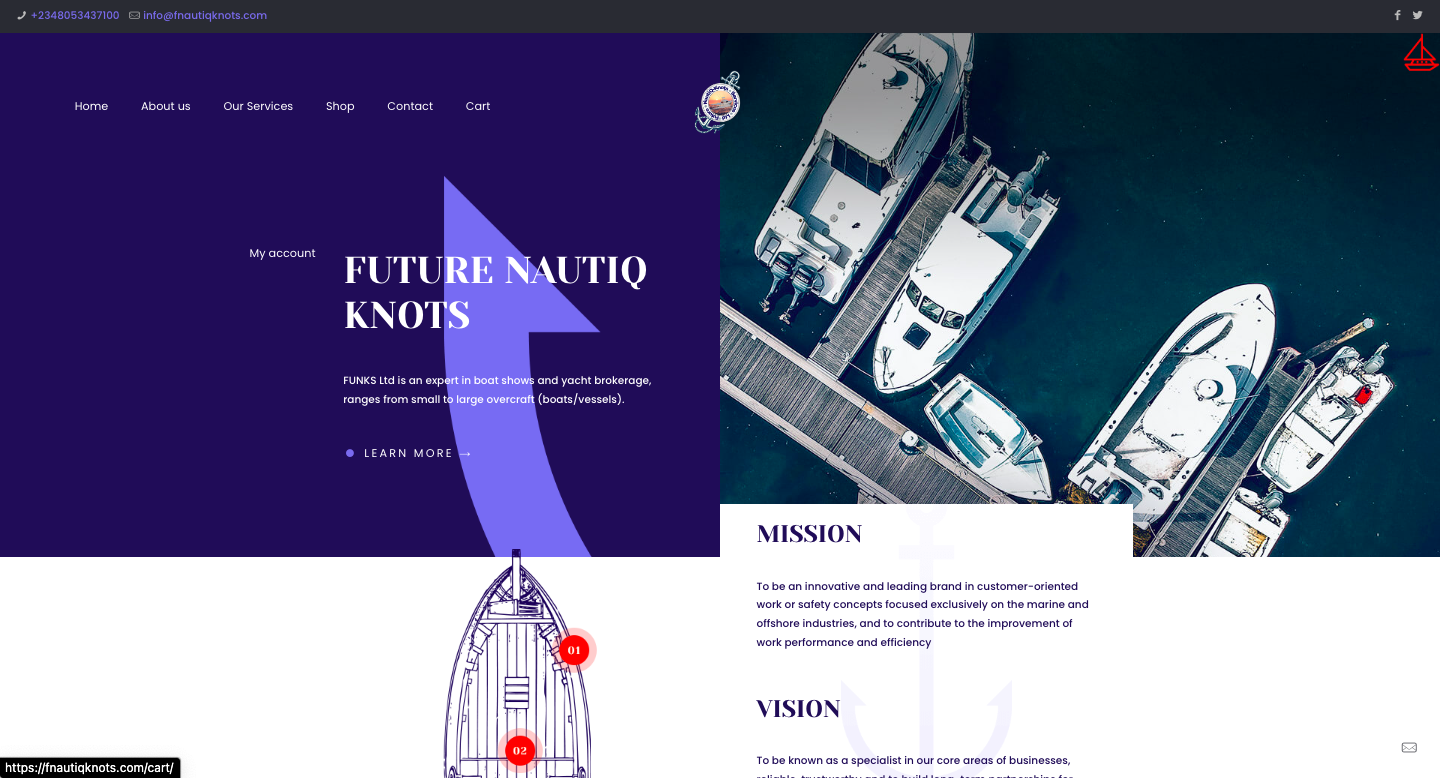 +2348053437100 info@fnautiqknots.com
Home About us Our Services Shop Contact Cart
My account
FUTURE NAUTIQ
KNOTS
FUNKS Ltd is an expert in boat shows and yacht brokerage,
ranges from small to large overcraft (boats/vessels).
LEARN MORE →
MISSION
To be an innovative and leading brand in customer-oriented
work or safety concepts focused exclusively on the marine and
offshore industries, and to contribute to the improvement of
work performance and efficiency
01
VISION
02
To be known as a specialist in our core areas of businesses,
https://fnautiqknots.com/cart/